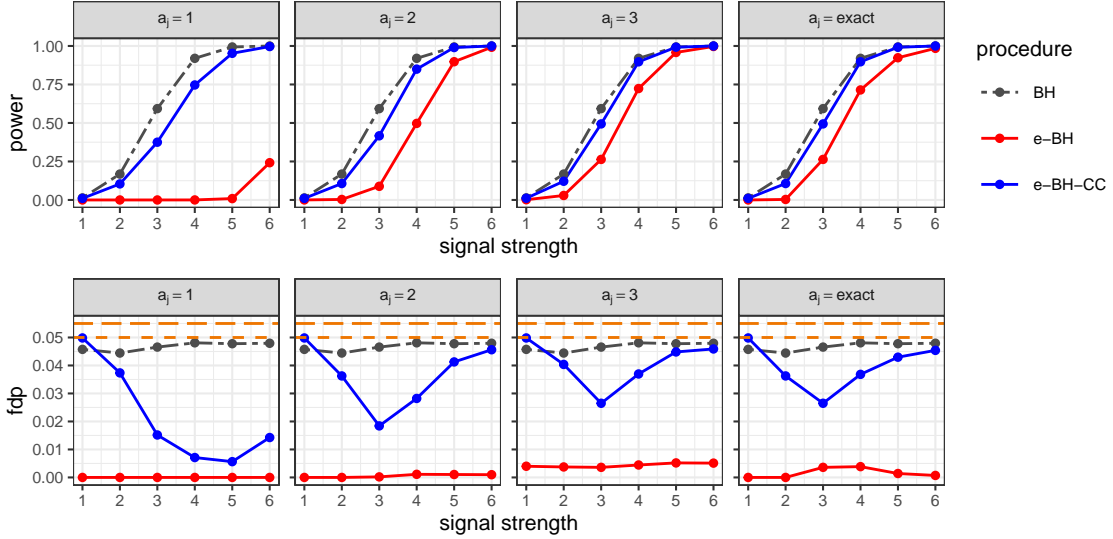 a_j = 1
a_j = 2
a_j = 3
a_j = exact
power
1.00
0.75
0.50
0.25
0.00
1 2 3 4 5 6
1 2 3 4 5 6
1 2 3 4 5 6
1 2 3 4 5 6
signal strength
procedure
BH
e−BH
e−BH−CC
a_j = 1
a_j = 2
a_j = 3
a_j = exact
fdp
0.05
0.04
0.03
0.02
0.01
0.00
1 2 3 4 5 6
1 2 3 4 5 6
1 2 3 4 5 6
1 2 3 4 5 6
signal strength